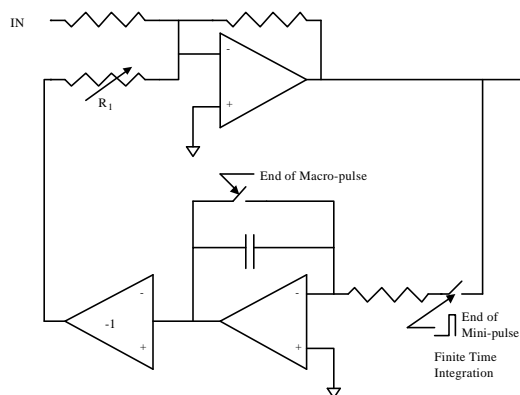 IN
-
+
R1
End of Macro-pulse
-
+
-1
-
+
End of
Mini-pulse
Finite Time
Integration